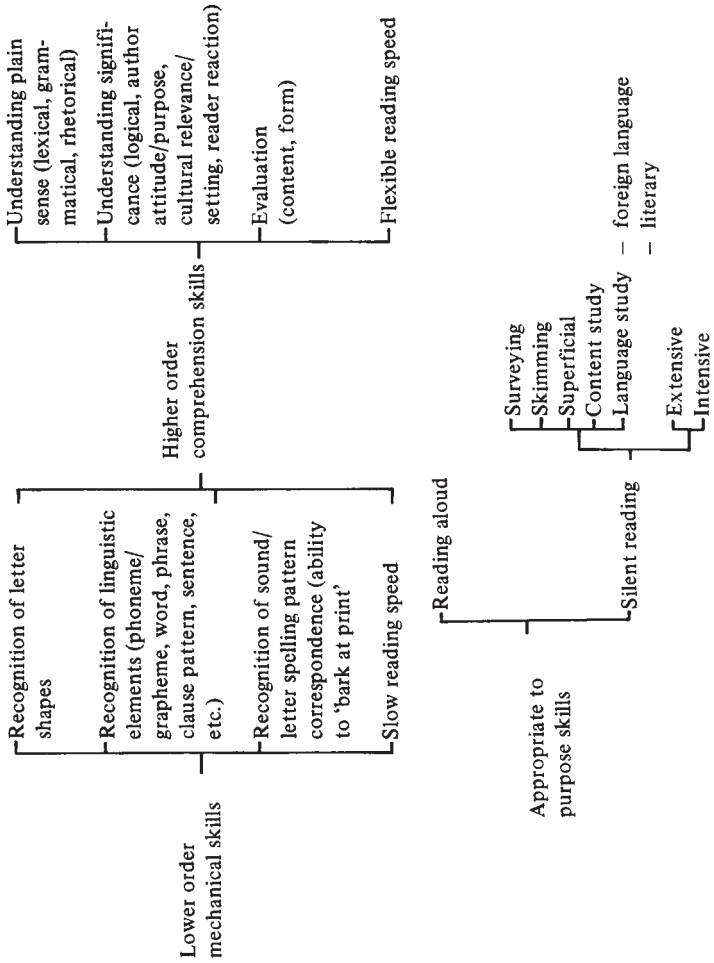 Lower order
mechanical skills
Recognition of letter
shapes
Recognition of linguistic
elements (phoneme/
grapheme, word, phrase,
clause pattern, sentence,
etc.)
Recognition of sound/
letter spelling pattern
correspondence (ability
to ‘bark at print’
Slow reading speed
Higher order
comprehension skills
Understanding plain
sense (lexical, gram-
matical, rhetorical)
Understanding signifi-
cance (logical, author
attitude/purpose,
cultural relevance/
setting, reader reaction)
Evaluation
(content, form)
Flexible reading speed
Appropriate to
purpose skills
Reading aloud
Silent reading
Surveying
Skimming
Superficial
Content study
Language study – foreign language
– literary
Extensive
Intensive